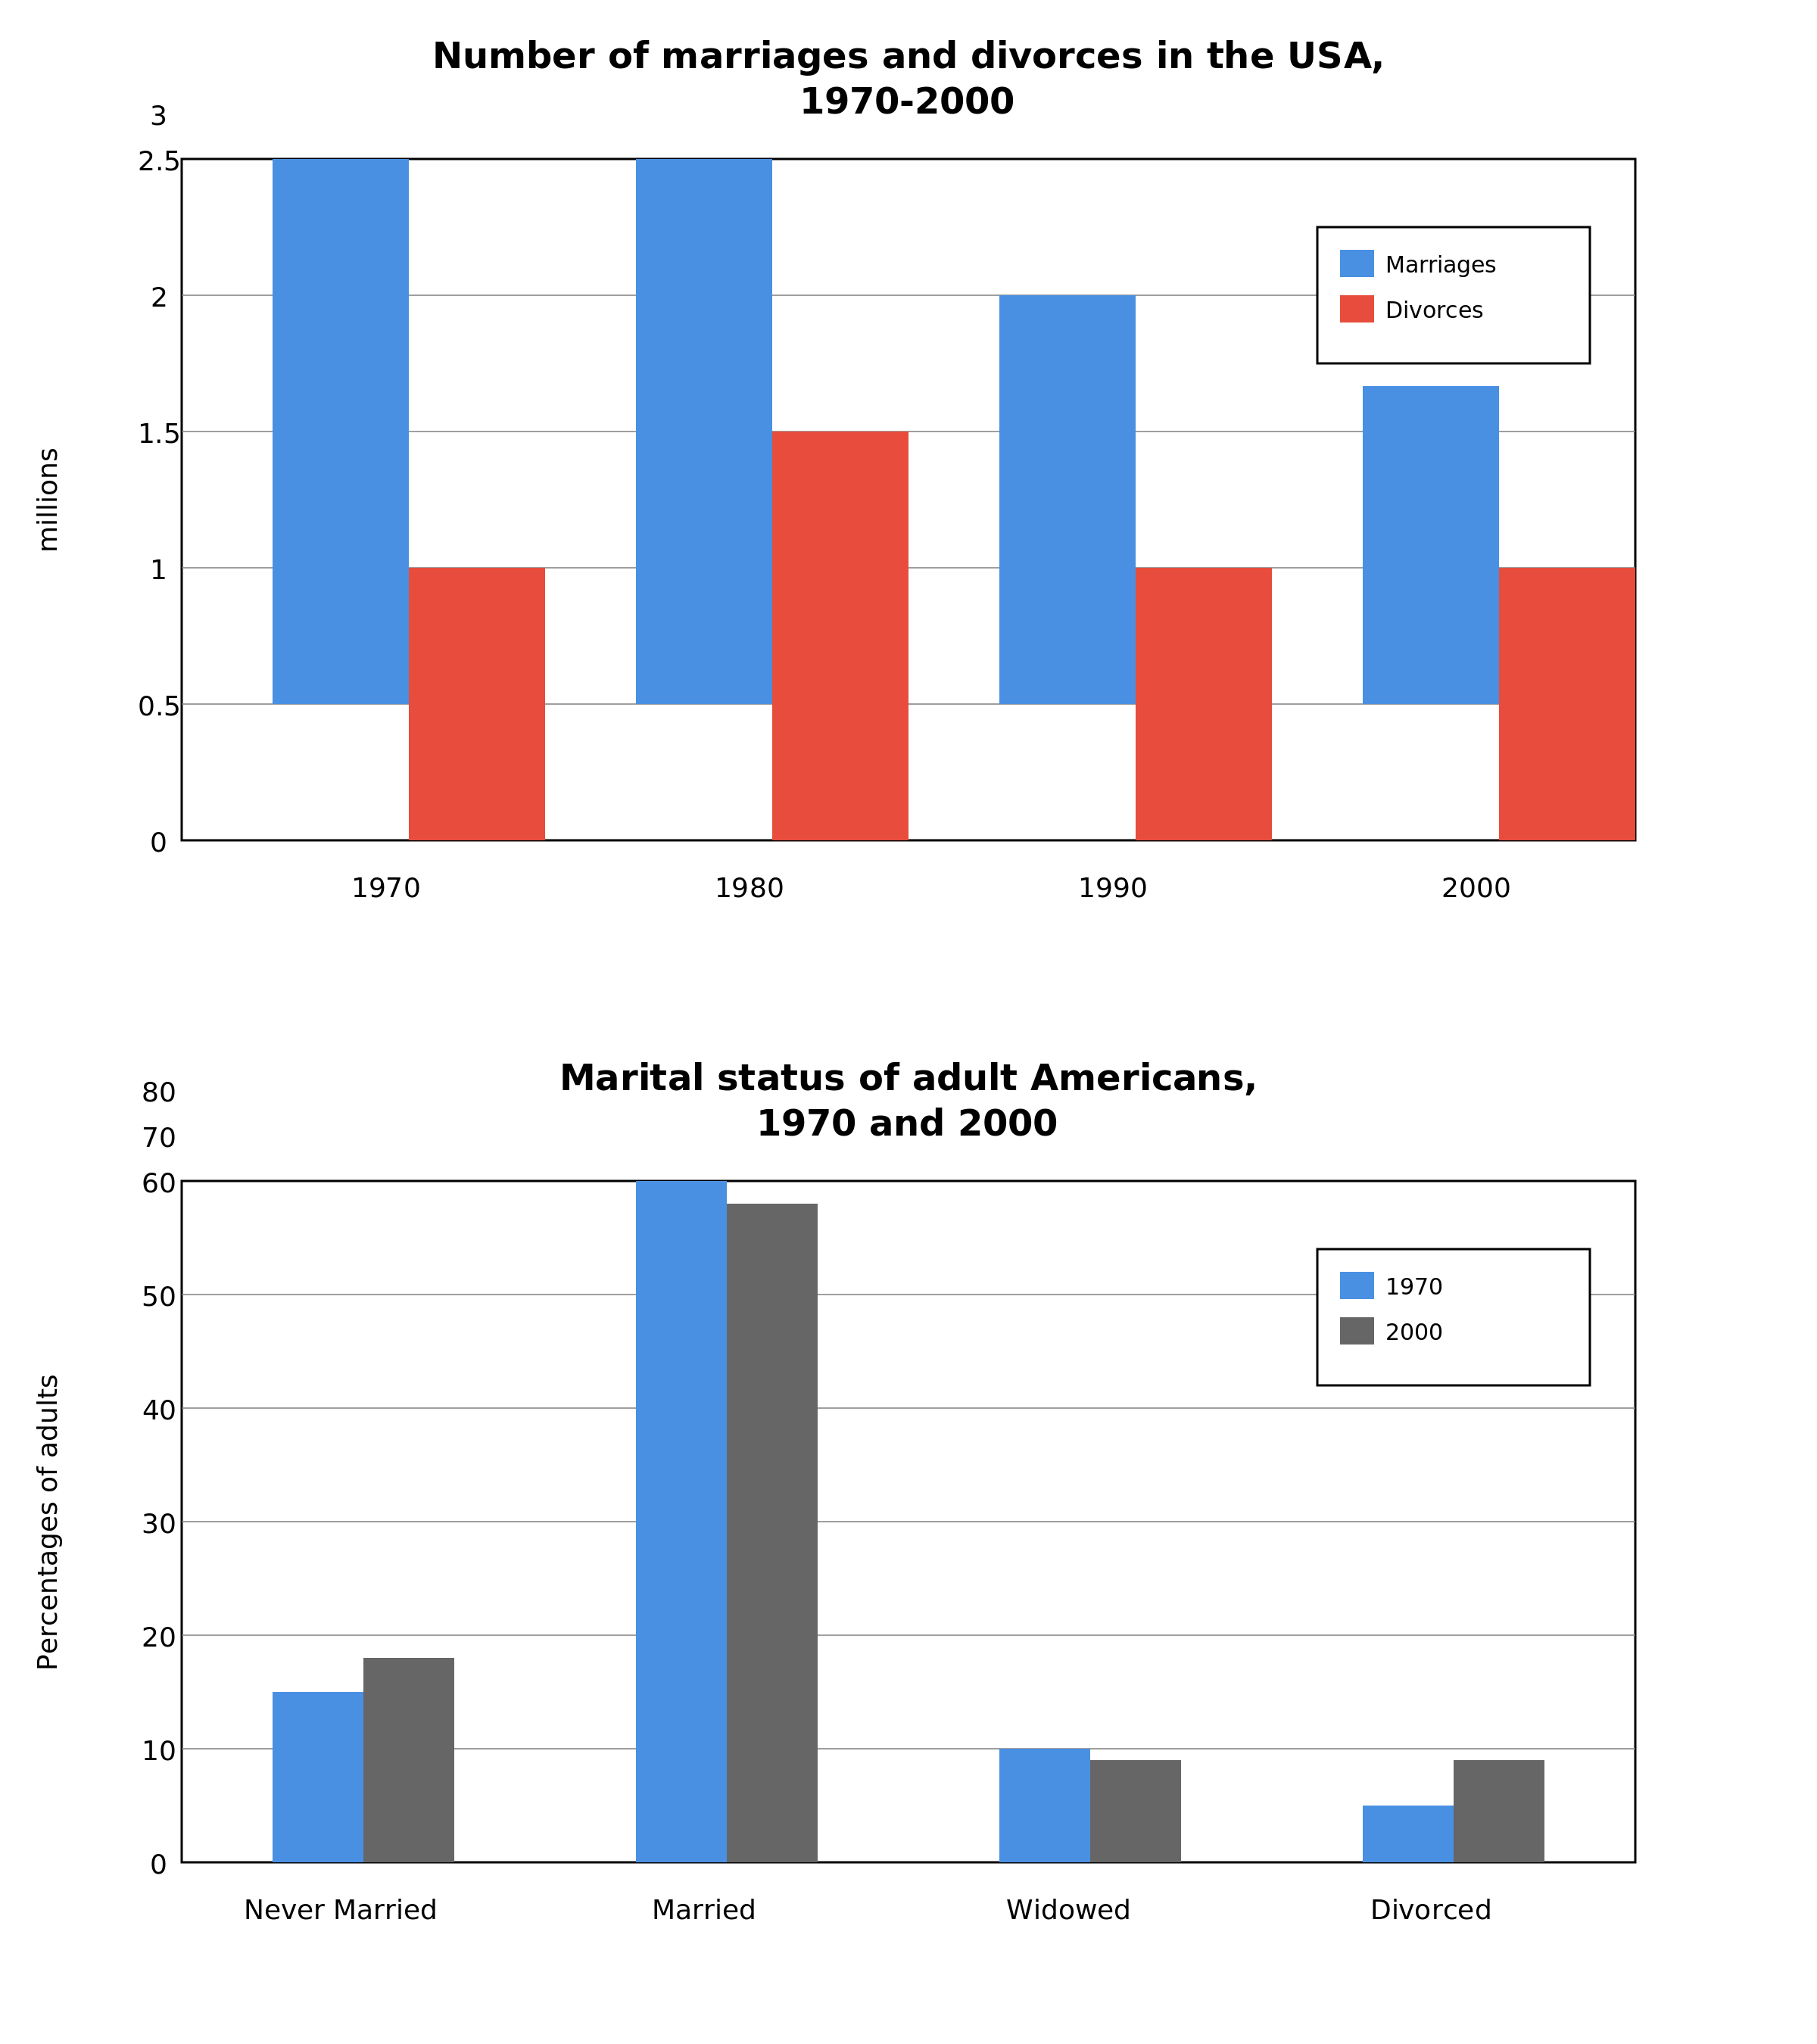 Number of marriages and divorces in the USA,
1970-2000
3
2.5
2
1.5
1
0.5
0
millions
Marriages
Divorces
1970 1980 1990 2000
Marital status of adult Americans,
1970 and 2000
80
70
60
50
40
30
20
10
0
Percentages of adults
1970
2000
Never Married Married Widowed Divorced